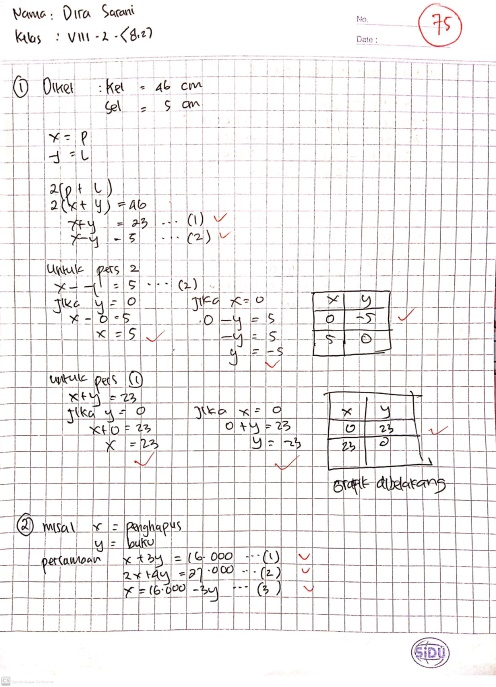 Nama : Dira Sarani
No.
75
Kelas : VIII - 2 - (8.2)
Date :
① Diket : Kel = 46 cm
Sel = 5 cm
x = P
y = L
2(P + L)
2(x + y) = 46
x+y = 23 ... (1) ✓
x-y = 5 ... (2) ✓
Untuk pers 2
x - y = 5 ... (2)
Jika y = 0 Jika x = 0
x - 0 = 5 0 - y = 5
x = 5 ✓ -y = 5
y = -5 ✓
x y
0 -5 ✓
5 0
untuk pers ①
x+y = 23
Jika y = 0 Jika x = 0
x+0 = 23 0 + y = 23
x = 23 ✓ y = 23 ✓
x y
0 23 ✓
23 0
Grafik dibelakang
② misal x = penghapus
y = buku
persamaan x + 3y = 16.000 ... (1) ✓
2x + 4y = 27.000 ... (2) ✓
x = 16.000 - 3y ... (3) ✓
SIDU